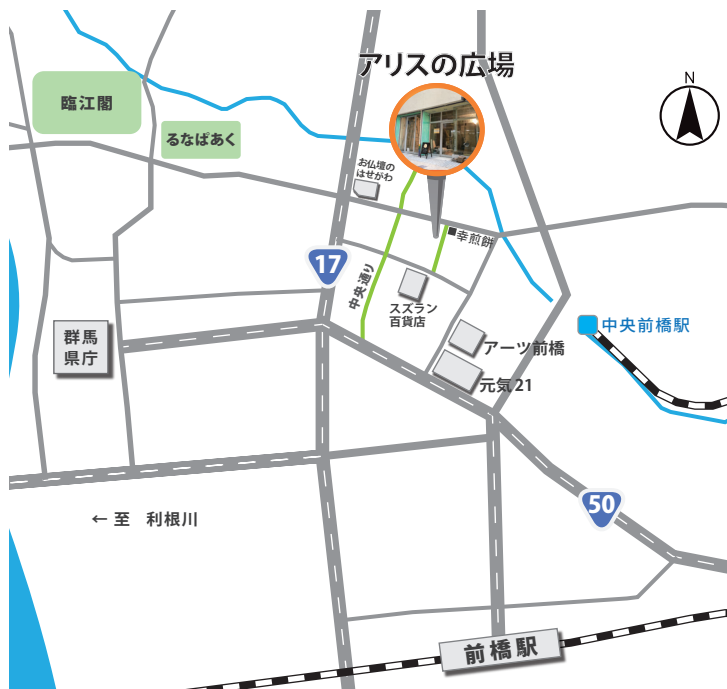 アリスの広場
N
臨江閣
るなぱあく
お仏壇の
はせがわ
幸煎餅
17
中央通り
スズラン
百貨店
中央前橋駅
群馬
県庁
アーツ前橋
元気21
50
← 至 利根川
前橋駅